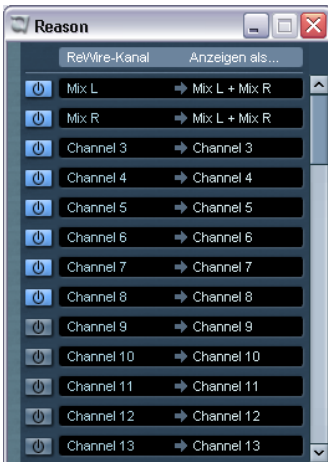 Reason
ReWire-Kanal Anzeigen als...
Mix L Mix L + Mix R
Mix R Mix L + Mix R
Channel 3 Channel 3
Channel 4 Channel 4
Channel 5 Channel 5
Channel 6 Channel 6
Channel 7 Channel 7
Channel 8 Channel 8
Channel 9 Channel 9
Channel 10 Channel 10
Channel 11 Channel 11
Channel 12 Channel 12
Channel 13 Channel 13